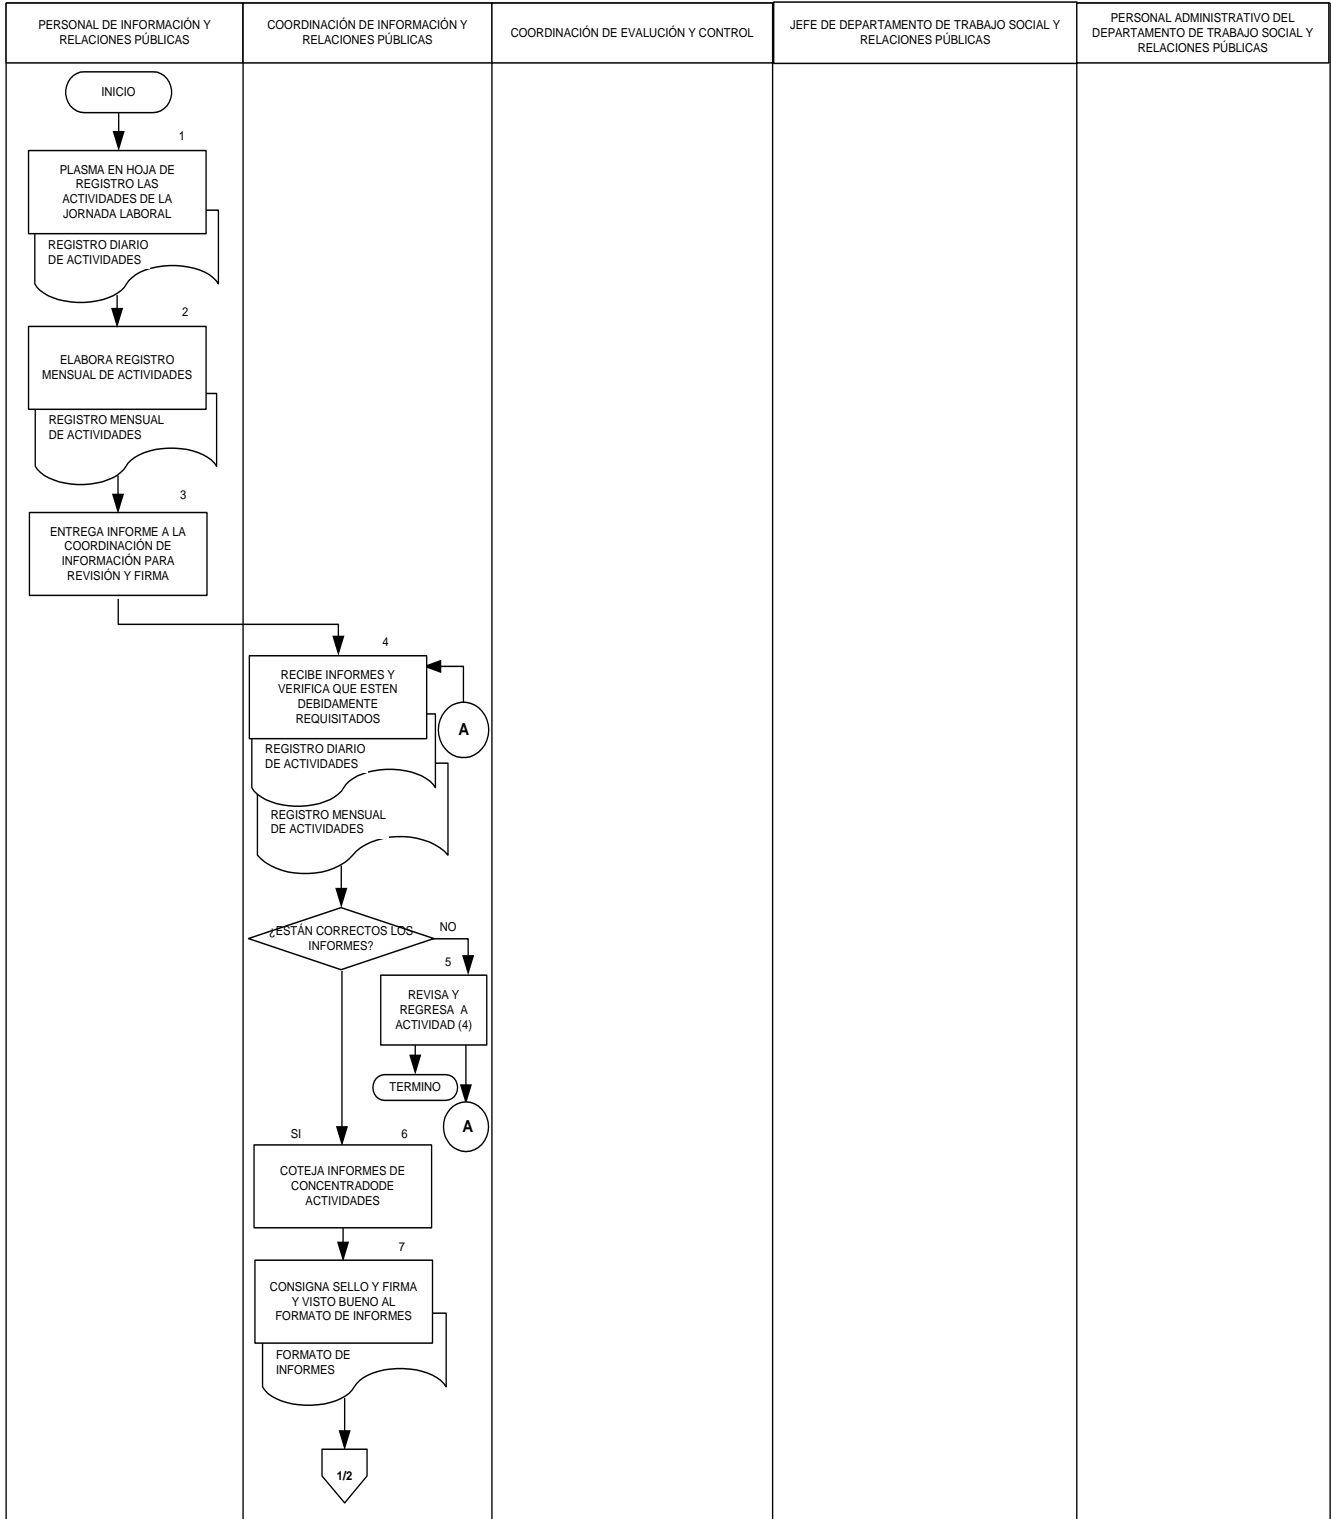 PERSONAL DE INFORMACIÓN Y
RELACIONES PÚBLICAS
COORDINACIÓN DE INFORMACIÓN Y
RELACIONES PÚBLICAS
COORDINACIÓN DE EVALUCIÓN Y CONTROL
JEFE DE DEPARTAMENTO DE TRABAJO SOCIAL Y
RELACIONES PÚBLICAS
PERSONAL ADMINISTRATIVO DEL
DEPARTAMENTO DE TRABAJO SOCIAL Y
RELACIONES PÚBLICAS
INICIO
1
PLASMA EN HOJA DE
REGISTRO LAS
ACTIVIDADES DE LA
JORNADA LABORAL
REGISTRO DIARIO
DE ACTIVIDADES
2
ELABORA REGISTRO
MENSUAL DE ACTIVIDADES
REGISTRO MENSUAL
DE ACTIVIDADES
3
ENTREGA INFORME A LA
COORDINACIÓN DE
INFORMACIÓN PARA
REVISIÓN Y FIRMA
4
RECIBE INFORMES Y
VERIFICA QUE ESTEN
DEBIDAMENTE
REQUISITADOS
A
REGISTRO DIARIO
DE ACTIVIDADES
REGISTRO MENSUAL
DE ACTIVIDADES
¿ESTÁN CORRECTOS LOS
INFORMES?
NO
5
REVISA Y
REGRESA A
ACTIVIDAD (4)
TERMINO
A
SI
6
COTEJA INFORMES DE
CONCENTRADODE
ACTIVIDADES
7
CONSIGNA SELLO Y FIRMA
Y VISTO BUENO AL
FORMATO DE INFORMES
FORMATO DE
INFORMES
1/2